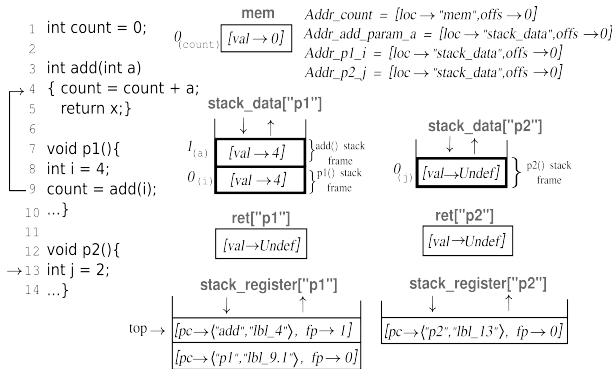 1 int count = 0;
2
3 int add(int a)
4 { count = count + a;
5 return x;}
6
7 void p1(){
8 int i = 4;
9 count = add(i);
10 ...}
11
12 void p2(){
→13 int j = 2;
14 ...}
mem
0(count) [val→0]
Addr_count = [loc→"mem",offs→0]
Addr_add_param_a = [loc→"stack_data",offs→0]
Addr_p1_i = [loc→"stack_data",offs→0]
Addr_p2_j = [loc→"stack_data",offs→0]
stack_data["p1"]
↓ ↑
1(a) [val→4] } add() stack frame
0(i) [val→4] } p1() stack frame
stack_data["p2"]
↓ ↑
0(j) [val→Undef] } p2() stack frame
ret["p1"]
[val→Undef]
ret["p2"]
[val→Undef]
stack_register["p1"]
↓ ↑
top→ [pc→⟨"add","lbl_4"⟩, fp→1]
[pc→⟨"p1","lbl_9.1"⟩, fp→0]
stack_register["p2"]
↓ ↑
[pc→⟨"p2","lbl_13"⟩, fp→0]